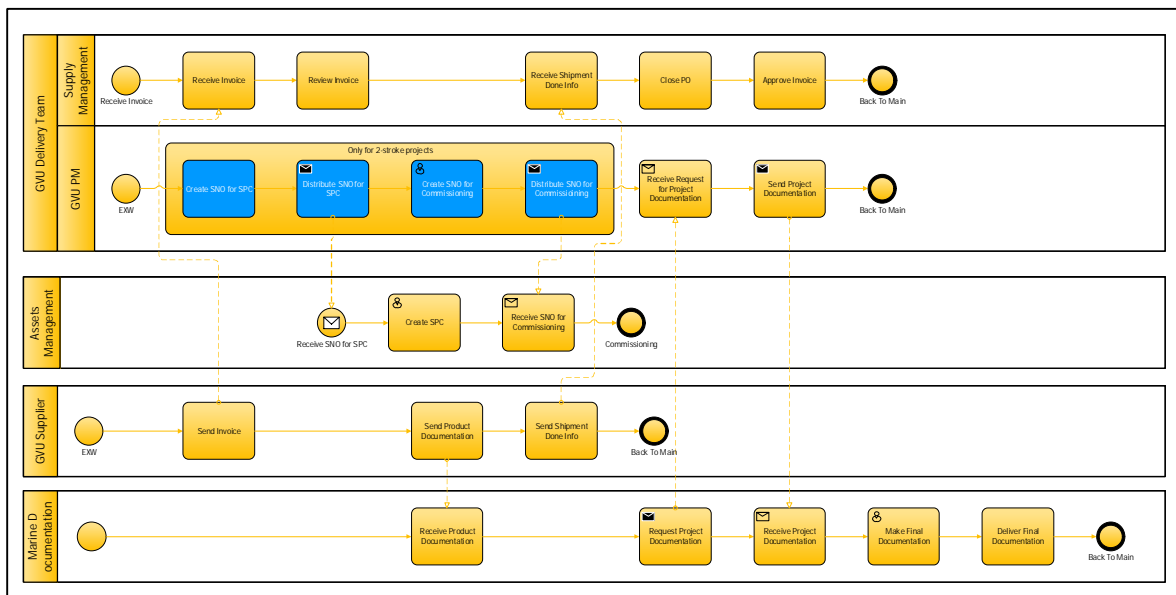 GVU Delivery Team
Supply
Management
Receive Invoice
Receive Invoice
Review Invoice
Receive Shipment
Done Info
Close PO
Approve Invoice
Back To Main
GVU PM
EXW
Only for 2-stroke projects
Create SNO for SPC
Distribute SNO for
SPC
Create SNO for
Commissioning
Distribute SNO for
Commissioning
Receive Request
for Project
Documentation
Send Project
Documentation
Back To Main
Assets
Management
Receive SNO for SPC
Create SPC
Receive SNO for
Commissioning
Commissioning
GVU Supplier
EXW
Send Invoice
Send Product
Documentation
Send Shipment
Done Info
Back To Main
Marine D
ocumentation
Receive Product
Documentation
Request Project
Documentation
Receive Project
Documentation
Make Final
Documentation
Deliver Final
Documentation
Back To Main